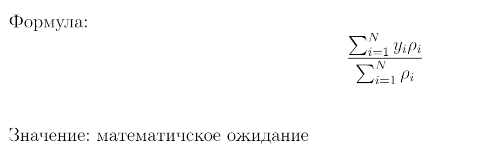 Формула:
\frac{\sum_{i=1}^{N} y_i \rho_i}{\sum_{i=1}^{N} \rho_i}
Значение: математичское ожидание